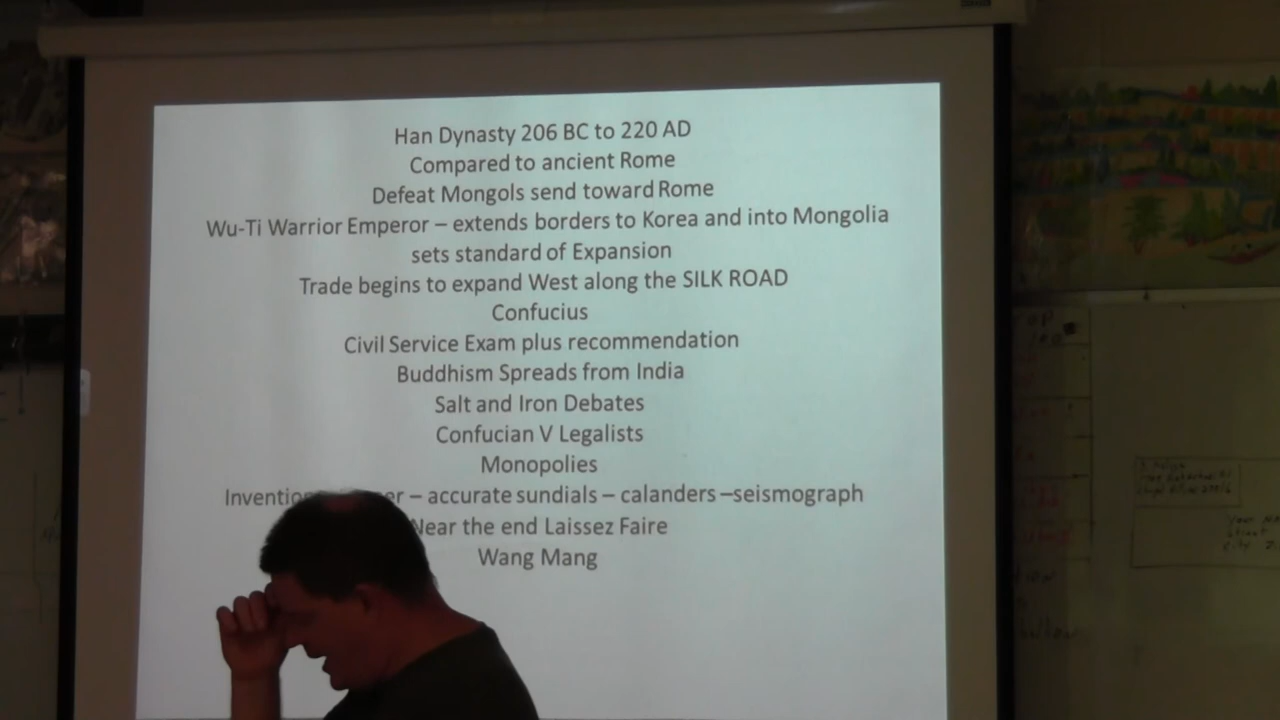 Han Dynasty 206 BC to 220 AD
Compared to ancient Rome
Defeat Mongols send toward Rome
Wu-Ti Warrior Emperor – extends borders to Korea and into Mongolia
sets standard of Expansion
Trade begins to expand West along the SILK ROAD
Confucius
Civil Service Exam plus recommendation
Buddhism Spreads from India
Salt and Iron Debates
Confucian V Legalists
Monopolies
– accurate sundials – calanders –seismograph
Near the end Laissez Faire
Wang Mang